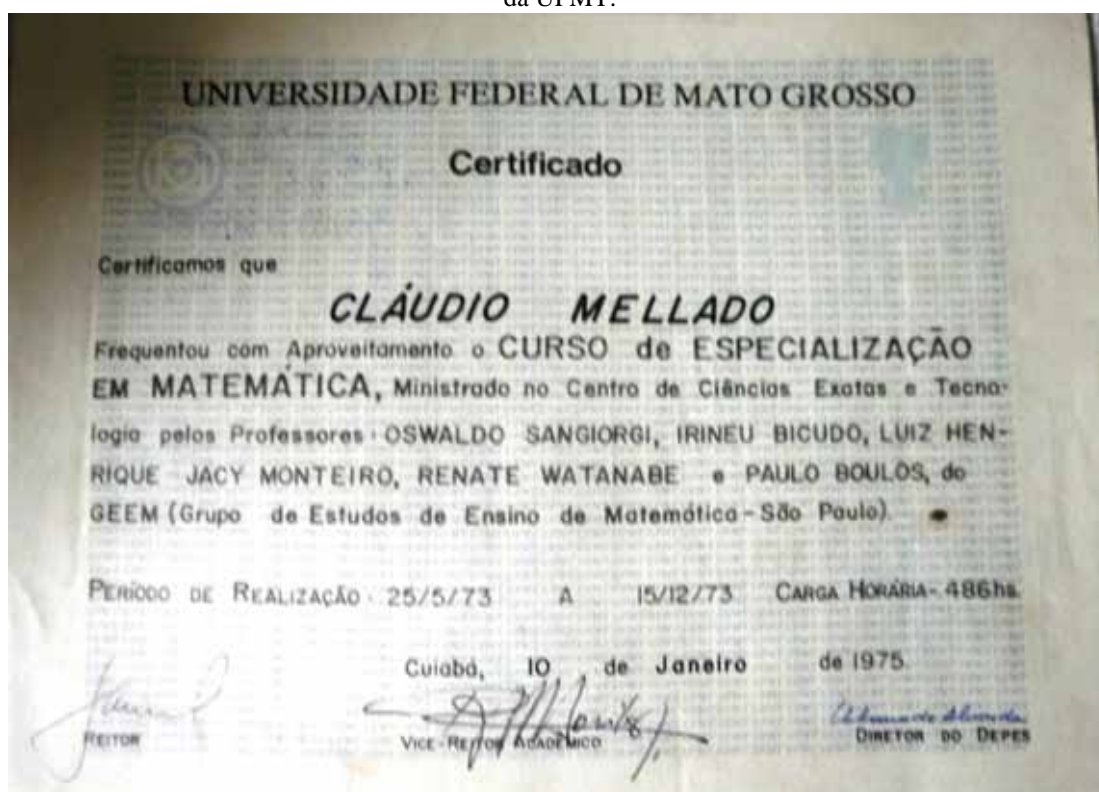 da UFMT.
UNIVERSIDADE FEDERAL DE MATO GROSSO
Certificado
Certificamos que
CLÁUDIO MELLADO
Frequentou com Aproveitamento o CURSO de ESPECIALIZAÇÃO
EM MATEMÁTICA, Ministrado no Centro de Ciências Exatas e Tecno-
logia pelos Professores: OSWALDO SANGIORGI, IRINEU BICUDO, LUIZ HEN-
RIQUE JACY MONTEIRO, RENATE WATANABE e PAULO BOULOS, do
GEEM (Grupo de Estudos de Ensino de Matemática - São Paulo).
PERÍODO DE REALIZAÇÃO - 25/5/73 A 15/12/73 CARGA HORÁRIA - 486hs.
Cuiabá, 10 de Janeiro de 1975
REITOR VICE-REITOR ACADÊMICO DIRETOR DO DEPES